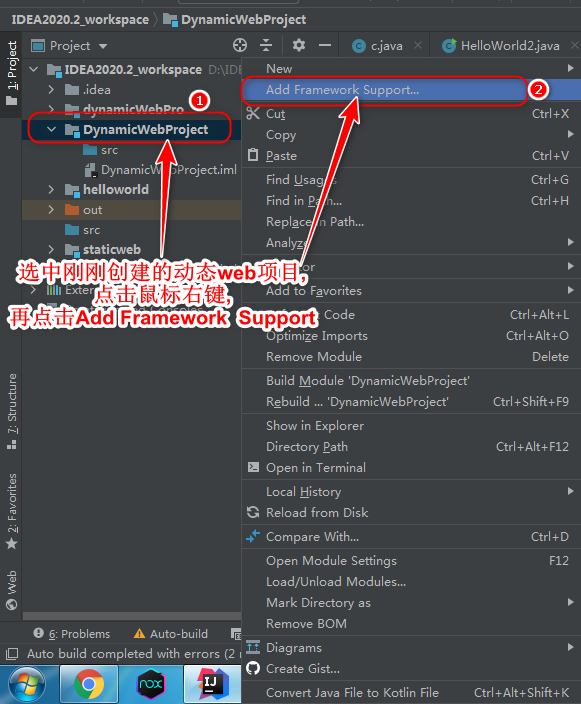 IDEA2020.2_workspace DynamicWebProject
Project
c.java
HelloWorld2.java
1: Project
IDEA2020.2_workspace D:\IDE
.idea
dynamicWebPro
1
DynamicWebProject
src
DynamicWebProject.iml
helloworld
out
src
staticweb
选中刚刚创建的动态web项目,
点击鼠标右键,
再点击Add Framework Support
7: Structure
2: Favorites
Web
New
Add Framework Support...
2
Cut Ctrl+X
Copy
Paste Ctrl+V
Find Usages Ctrl+G
Find in Path... Ctrl+H
Replace in Path...
Analyze
Add to Favorites
Code Ctrl+Alt+L
Optimize Imports Ctrl+Alt+O
Remove Module Delete
Build Module 'DynamicWebProject'
Rebuild ... 'DynamicWebProject' Ctrl+Shift+F9
Show in Explorer
Directory Path Ctrl+Alt+F12
Open in Terminal
Local History
Reload from Disk
Compare With... Ctrl+D
Open Module Settings F12
Load/Unload Modules...
Mark Directory as
Remove BOM
Diagrams
Create Gist...
Convert Java File to Kotlin File Ctrl+Alt+Shift+K
6: Problems
Auto-build
Auto build completed with errors (2
nox
IJ